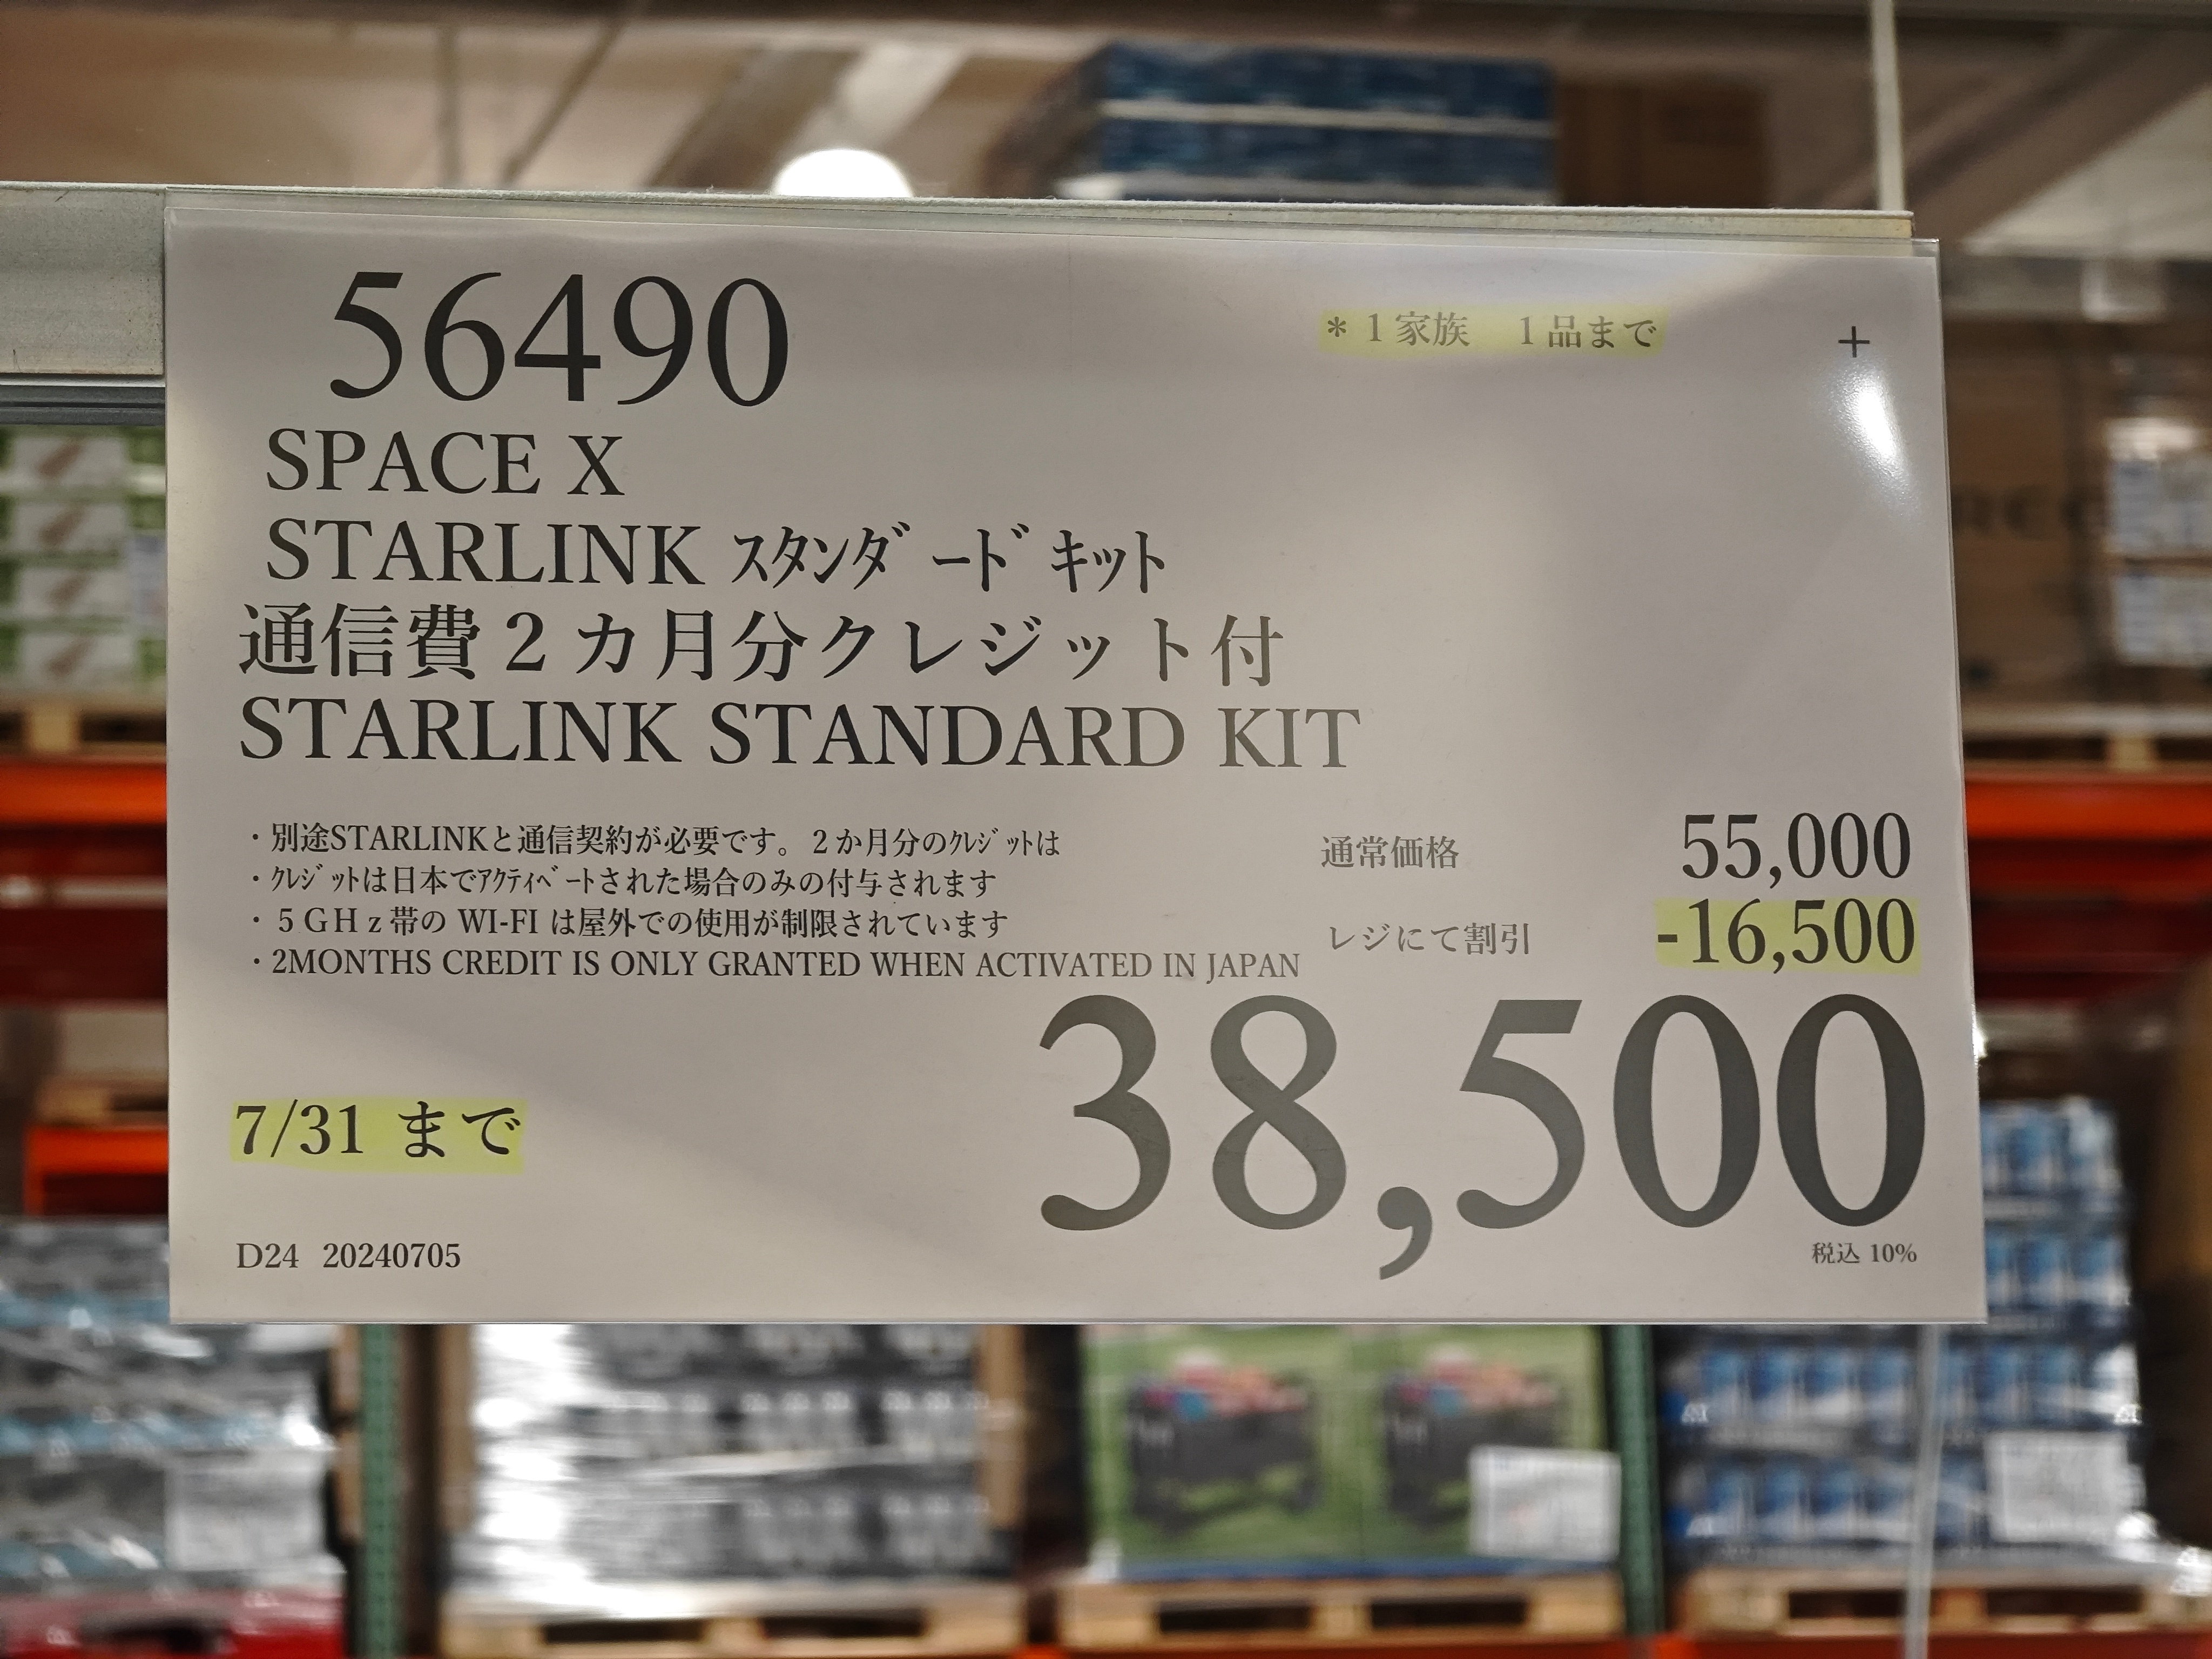 56490
* 1 家族　1 品まで
+
SPACE X
STARLINK ｽﾀﾝﾀﾞｰﾄﾞｷｯﾄ
通信費２カ月分クレジット付
STARLINK STANDARD KIT
・別途STARLINKと通信契約が必要です。２か月分のｸﾚｼﾞｯﾄは
・ｸﾚｼﾞｯﾄは日本でｱｸﾃｨﾍﾞｰﾄされた場合のみの付与されます
・５ＧＨｚ帯の WI-FI は屋外での使用が制限されています
・2MONTHS CREDIT IS ONLY GRANTED WHEN ACTIVATED IN JAPAN
通常価格 55,000
レジにて割引 -16,500
38,500
7/31 まで
D24 20240705
税込 10%